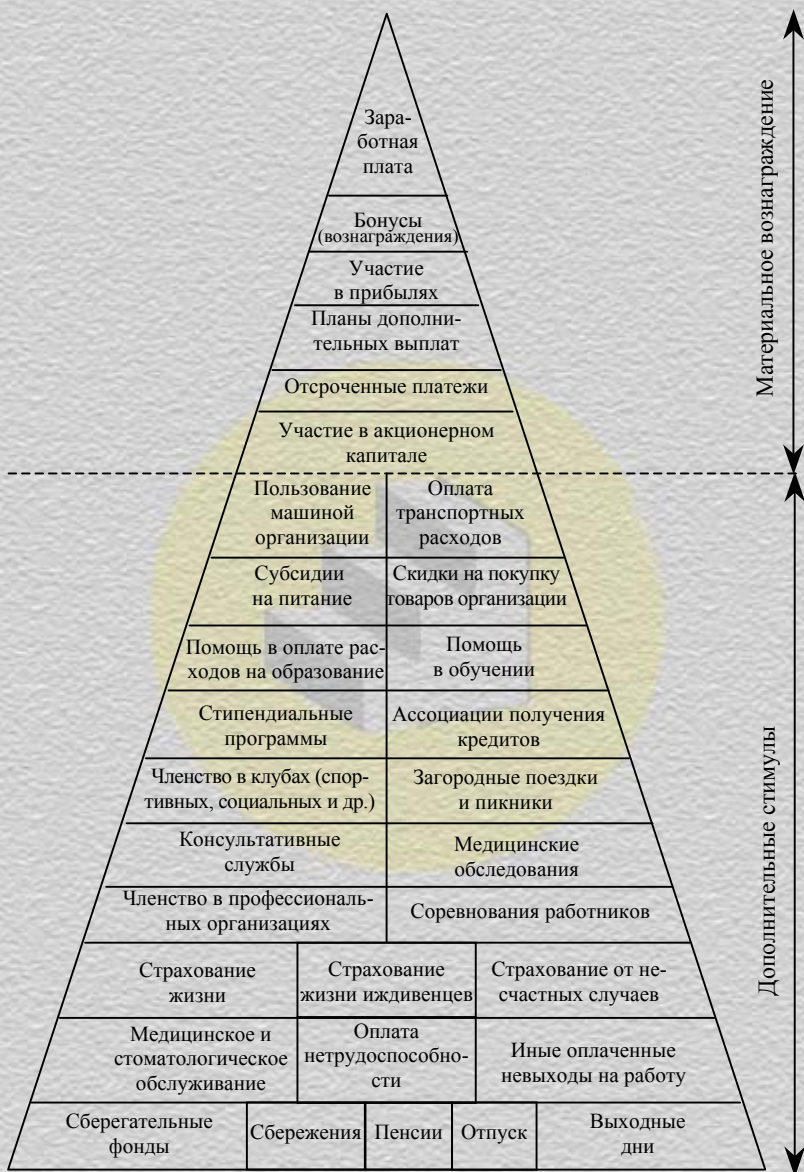 Зара-
ботная
плата
Бонусы
(вознаграждения)
Участие
в прибылях
Планы дополни-
тельных выплат
Отсроченные платежи
Участие в акционерном
капитале
Материальное вознаграждение
Пользование
машиной
организации
Оплата
транспортных
расходов
Субсидии
на питание
Скидки на покупку
товаров организации
Помощь в оплате рас-
ходов на образование
Помощь
в обучении
Стипендиальные
программы
Ассоциации получения
кредитов
Членство в клубах (спор-
тивных, социальных и др.)
Загородные поездки
и пикники
Консультативные
службы
Медицинские
обследования
Членство в профессиональ-
ных организациях
Соревнования работников
Страхование
жизни
Страхование
жизни иждивенцев
Страхование от не-
счастных случаев
Медицинское и
стоматологическое
обслуживание
Оплата
нетрудоспособно-
сти
Иные оплаченные
невыходы на работу
Сберегательные
фонды
Сбережения
Пенсии
Отпуск
Выходные
дни
Дополнительные стимулы